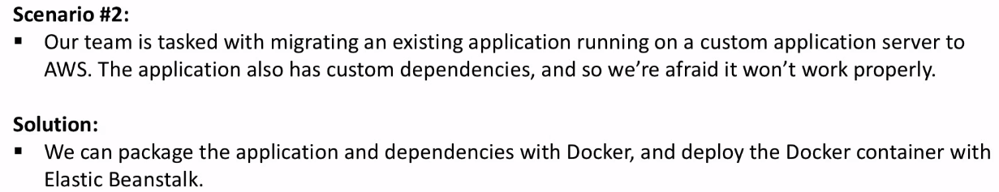 Scenario #2:
▪ Our team is tasked with migrating an existing application running on a custom application server to
AWS. The application also has custom dependencies, and so we’re afraid it won’t work properly.
Solution:
▪ We can package the application and dependencies with Docker, and deploy the Docker container with
Elastic Beanstalk.